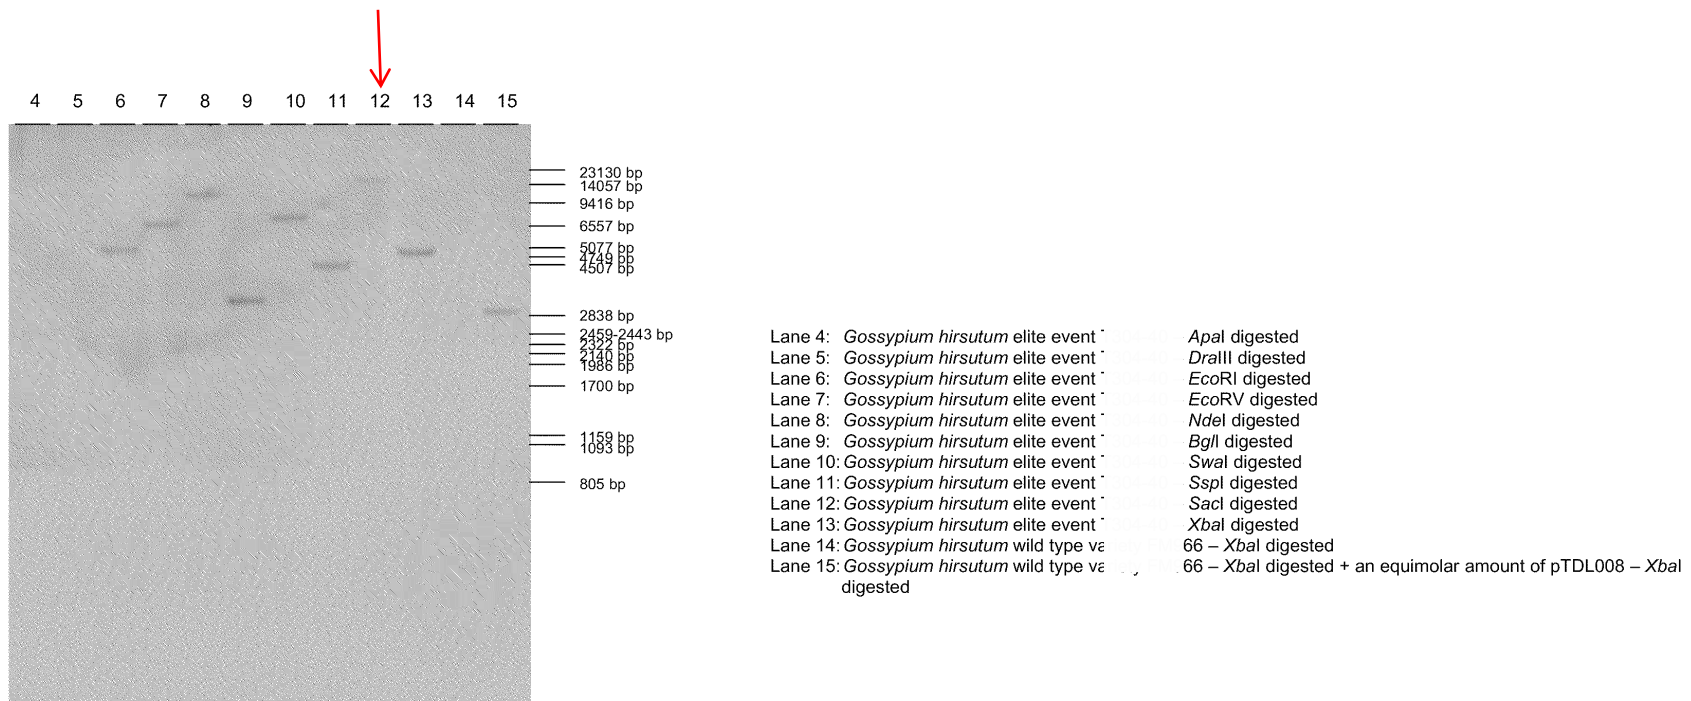 4 5 6 7 8 9 10 11 12 13 14 15
23130 bp
14057 bp
9416 bp
6557 bp
5077 bp
4749 bp
4507 bp
2838 bp
2459-2443 bp
2322 bp
2140 bp
1986 bp
1700 bp
1159 bp
1093 bp
805 bp
Lane 4: Gossypium hirsutum elite event ApaI digested
Lane 5: Gossypium hirsutum elite event DraIII digested
Lane 6: Gossypium hirsutum elite event EcoRI digested
Lane 7: Gossypium hirsutum elite event EcoRV digested
Lane 8: Gossypium hirsutum elite event NdeI digested
Lane 9: Gossypium hirsutum elite event BglI digested
Lane 10: Gossypium hirsutum elite event SwaI digested
Lane 11: Gossypium hirsutum elite event SspI digested
Lane 12: Gossypium hirsutum elite event SacI digested
Lane 13: Gossypium hirsutum elite event XbaI digested
Lane 14: Gossypium hirsutum wild type 66 – XbaI digested
Lane 15: Gossypium hirsutum wild type 66 – XbaI digested + an equimolar amount of pTDL008 – XbaI
digested